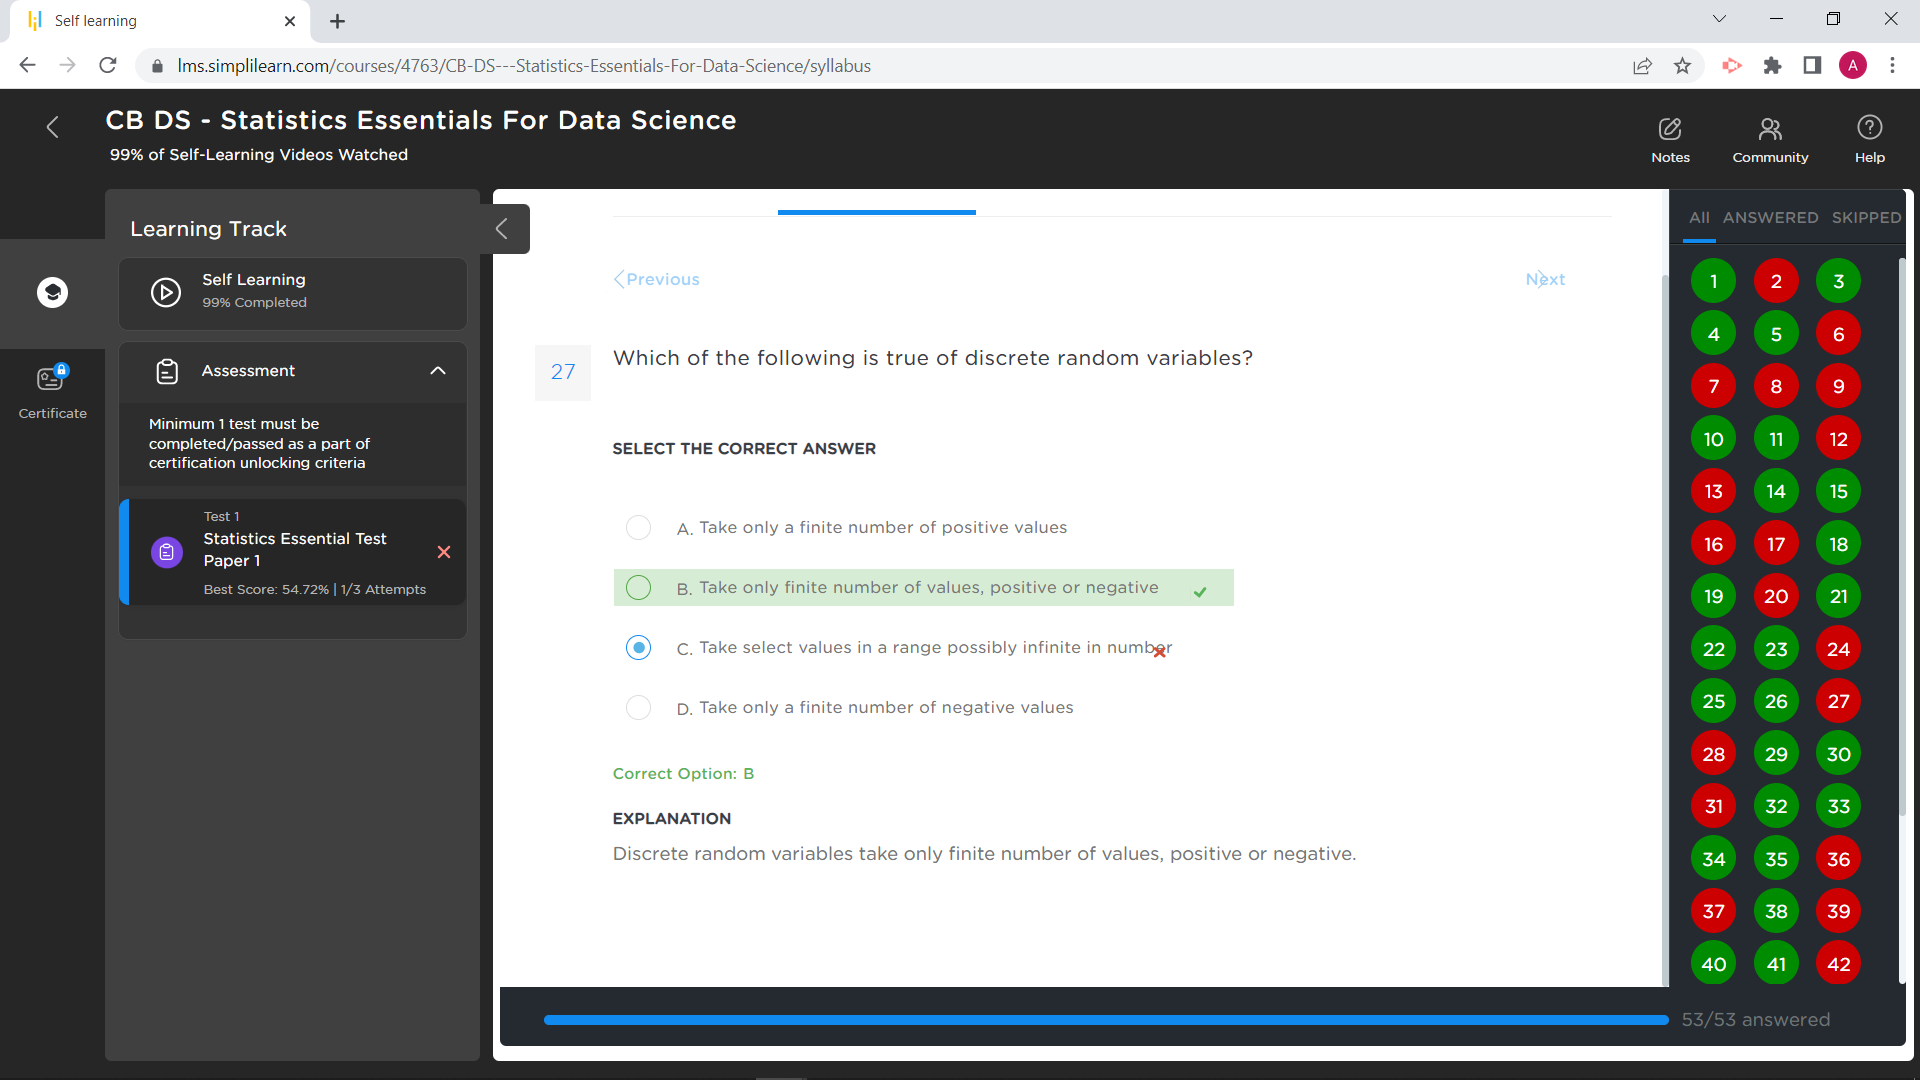 Self learning
lms.simplilearn.com/courses/4763/CB-DS---Statistics-Essentials-For-Data-Science/syllabus
A
CB DS - Statistics Essentials For Data Science
99% of Self-Learning Videos Watched
Notes
Community
Help
Certificate
Learning Track
Self Learning
99% Completed
Assessment
Minimum 1 test must be
completed/passed as a part of
certification unlocking criteria
Test 1
Statistics Essential Test
Paper 1
Best Score: 54.72% | 1/3 Attempts
Previous
Next
27
Which of the following is true of discrete random variables?
SELECT THE CORRECT ANSWER
A. Take only a finite number of positive values
B. Take only finite number of values, positive or negative
C. Take select values in a range possibly infinite in number
D. Take only a finite number of negative values
Correct Option: B
EXPLANATION
Discrete random variables take only finite number of values, positive or negative.
All ANSWERED SKIPPED
1 2 3
4 5 6
7 8 9
10 11 12
13 14 15
16 17 18
19 20 21
22 23 24
25 26 27
28 29 30
31 32 33
34 35 36
37 38 39
40 41 42
53/53 answered